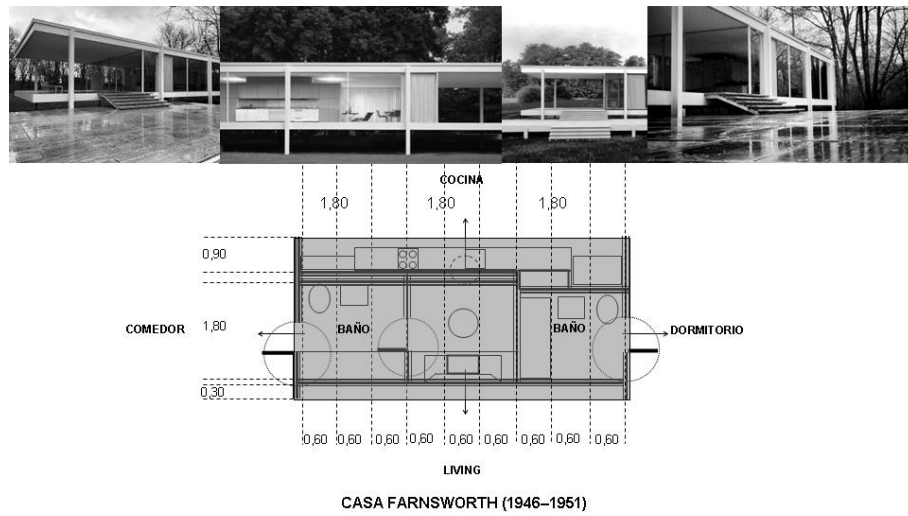 COCINA
1,80 1,80 1,80
0,90
COMEDOR BAÑO BAÑO DORMITORIO
1,80
0,30
0,60 0,60 0,60 0,60 0,60 0,60 0,60 0,60 0,60
LIVING
CASA FARNSWORTH (1946–1951)